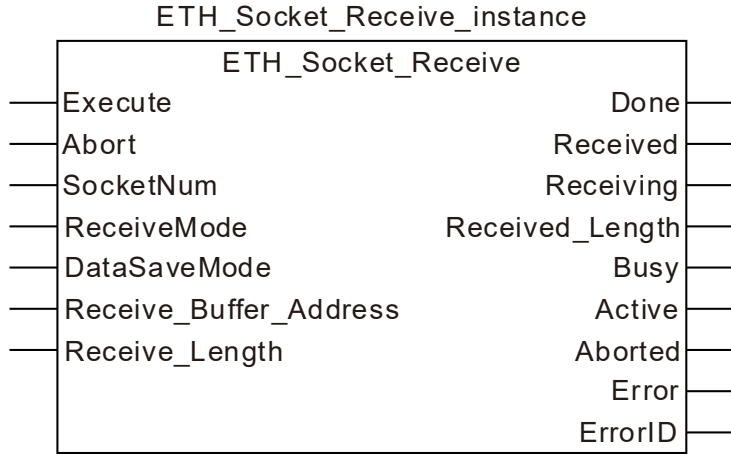 ETH_Socket_Receive_instance
ETH_Socket_Receive
Execute Done
Abort Received
SocketNum Receiving
ReceiveMode Received_Length
DataSaveMode Busy
Receive_Buffer_Address Active
Receive_Length Aborted
Error
ErrorID